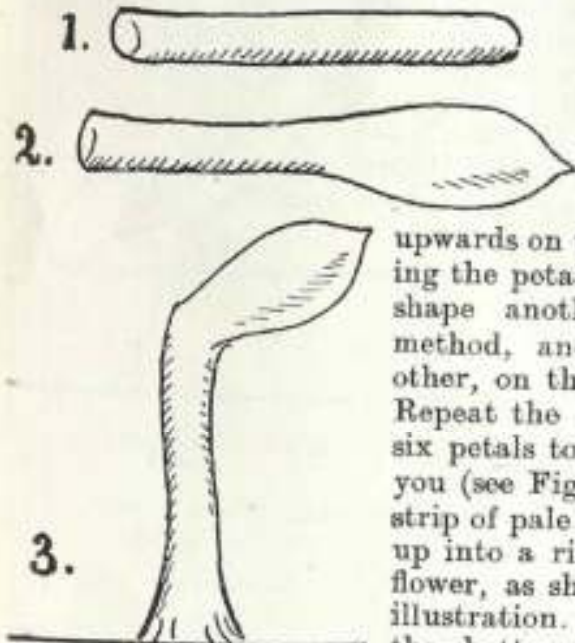 1.
2.
upwards on
ing the peta
shape anoth
method, an
other, on th
Repeat the
six petals to
you (see Fig
strip of pale
up into a ri
flower, as sh
illustration.
3.